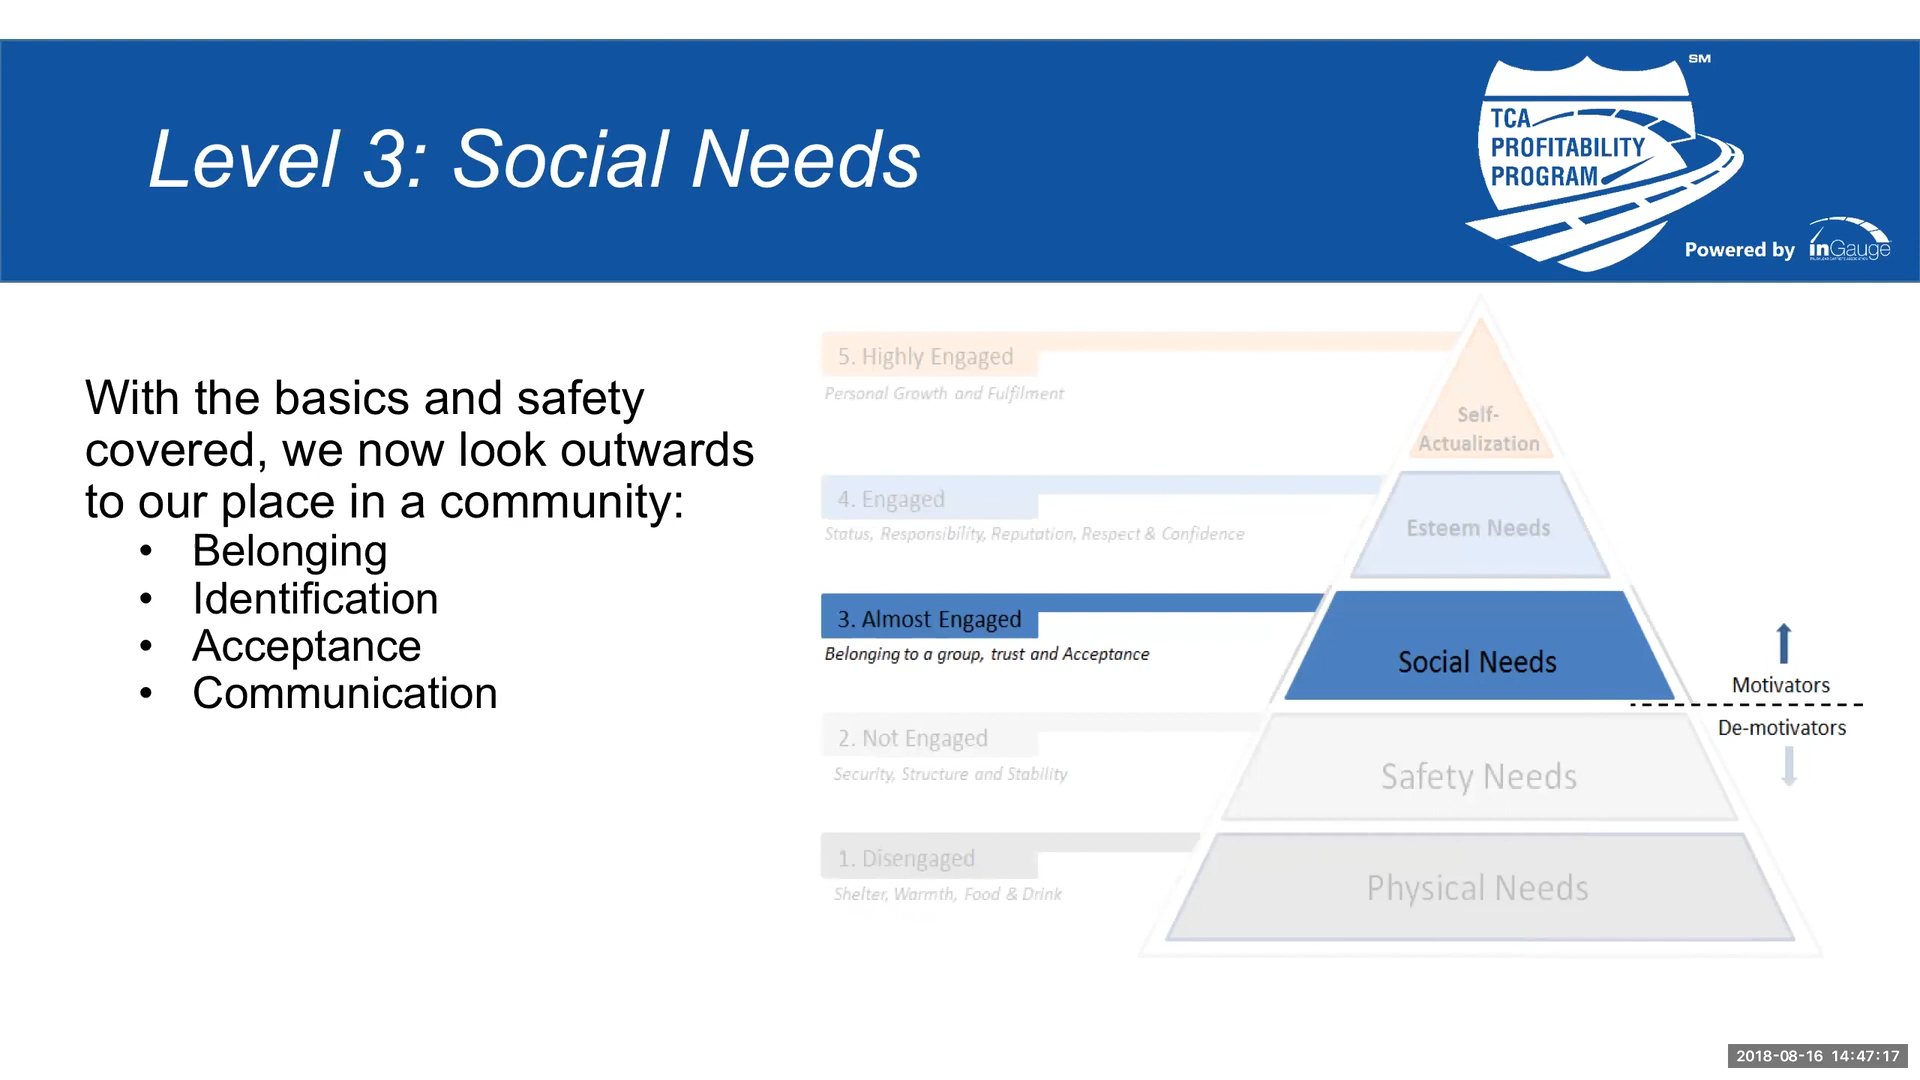 Level 3: Social Needs
SM
TCA
PROFITABILITY
PROGRAM
Powered by inGauge
With the basics and safety
covered, we now look outwards
to our place in a community:
• Belonging
• Identification
• Acceptance
• Communication
5. Highly Engaged
Personal Growth and Fulfilment
Self-
Actualization
4. Engaged
Status, Responsibility, Reputation, Respect & Confidence
Esteem Needs
3. Almost Engaged
Belonging to a group, trust and Acceptance
Social Needs
Motivators
De-motivators
2. Not Engaged
Security, Structure and Stability
Safety Needs
1. Disengaged
Shelter, Warmth, Food & Drink
Physical Needs
2018-08-16 14:47:17